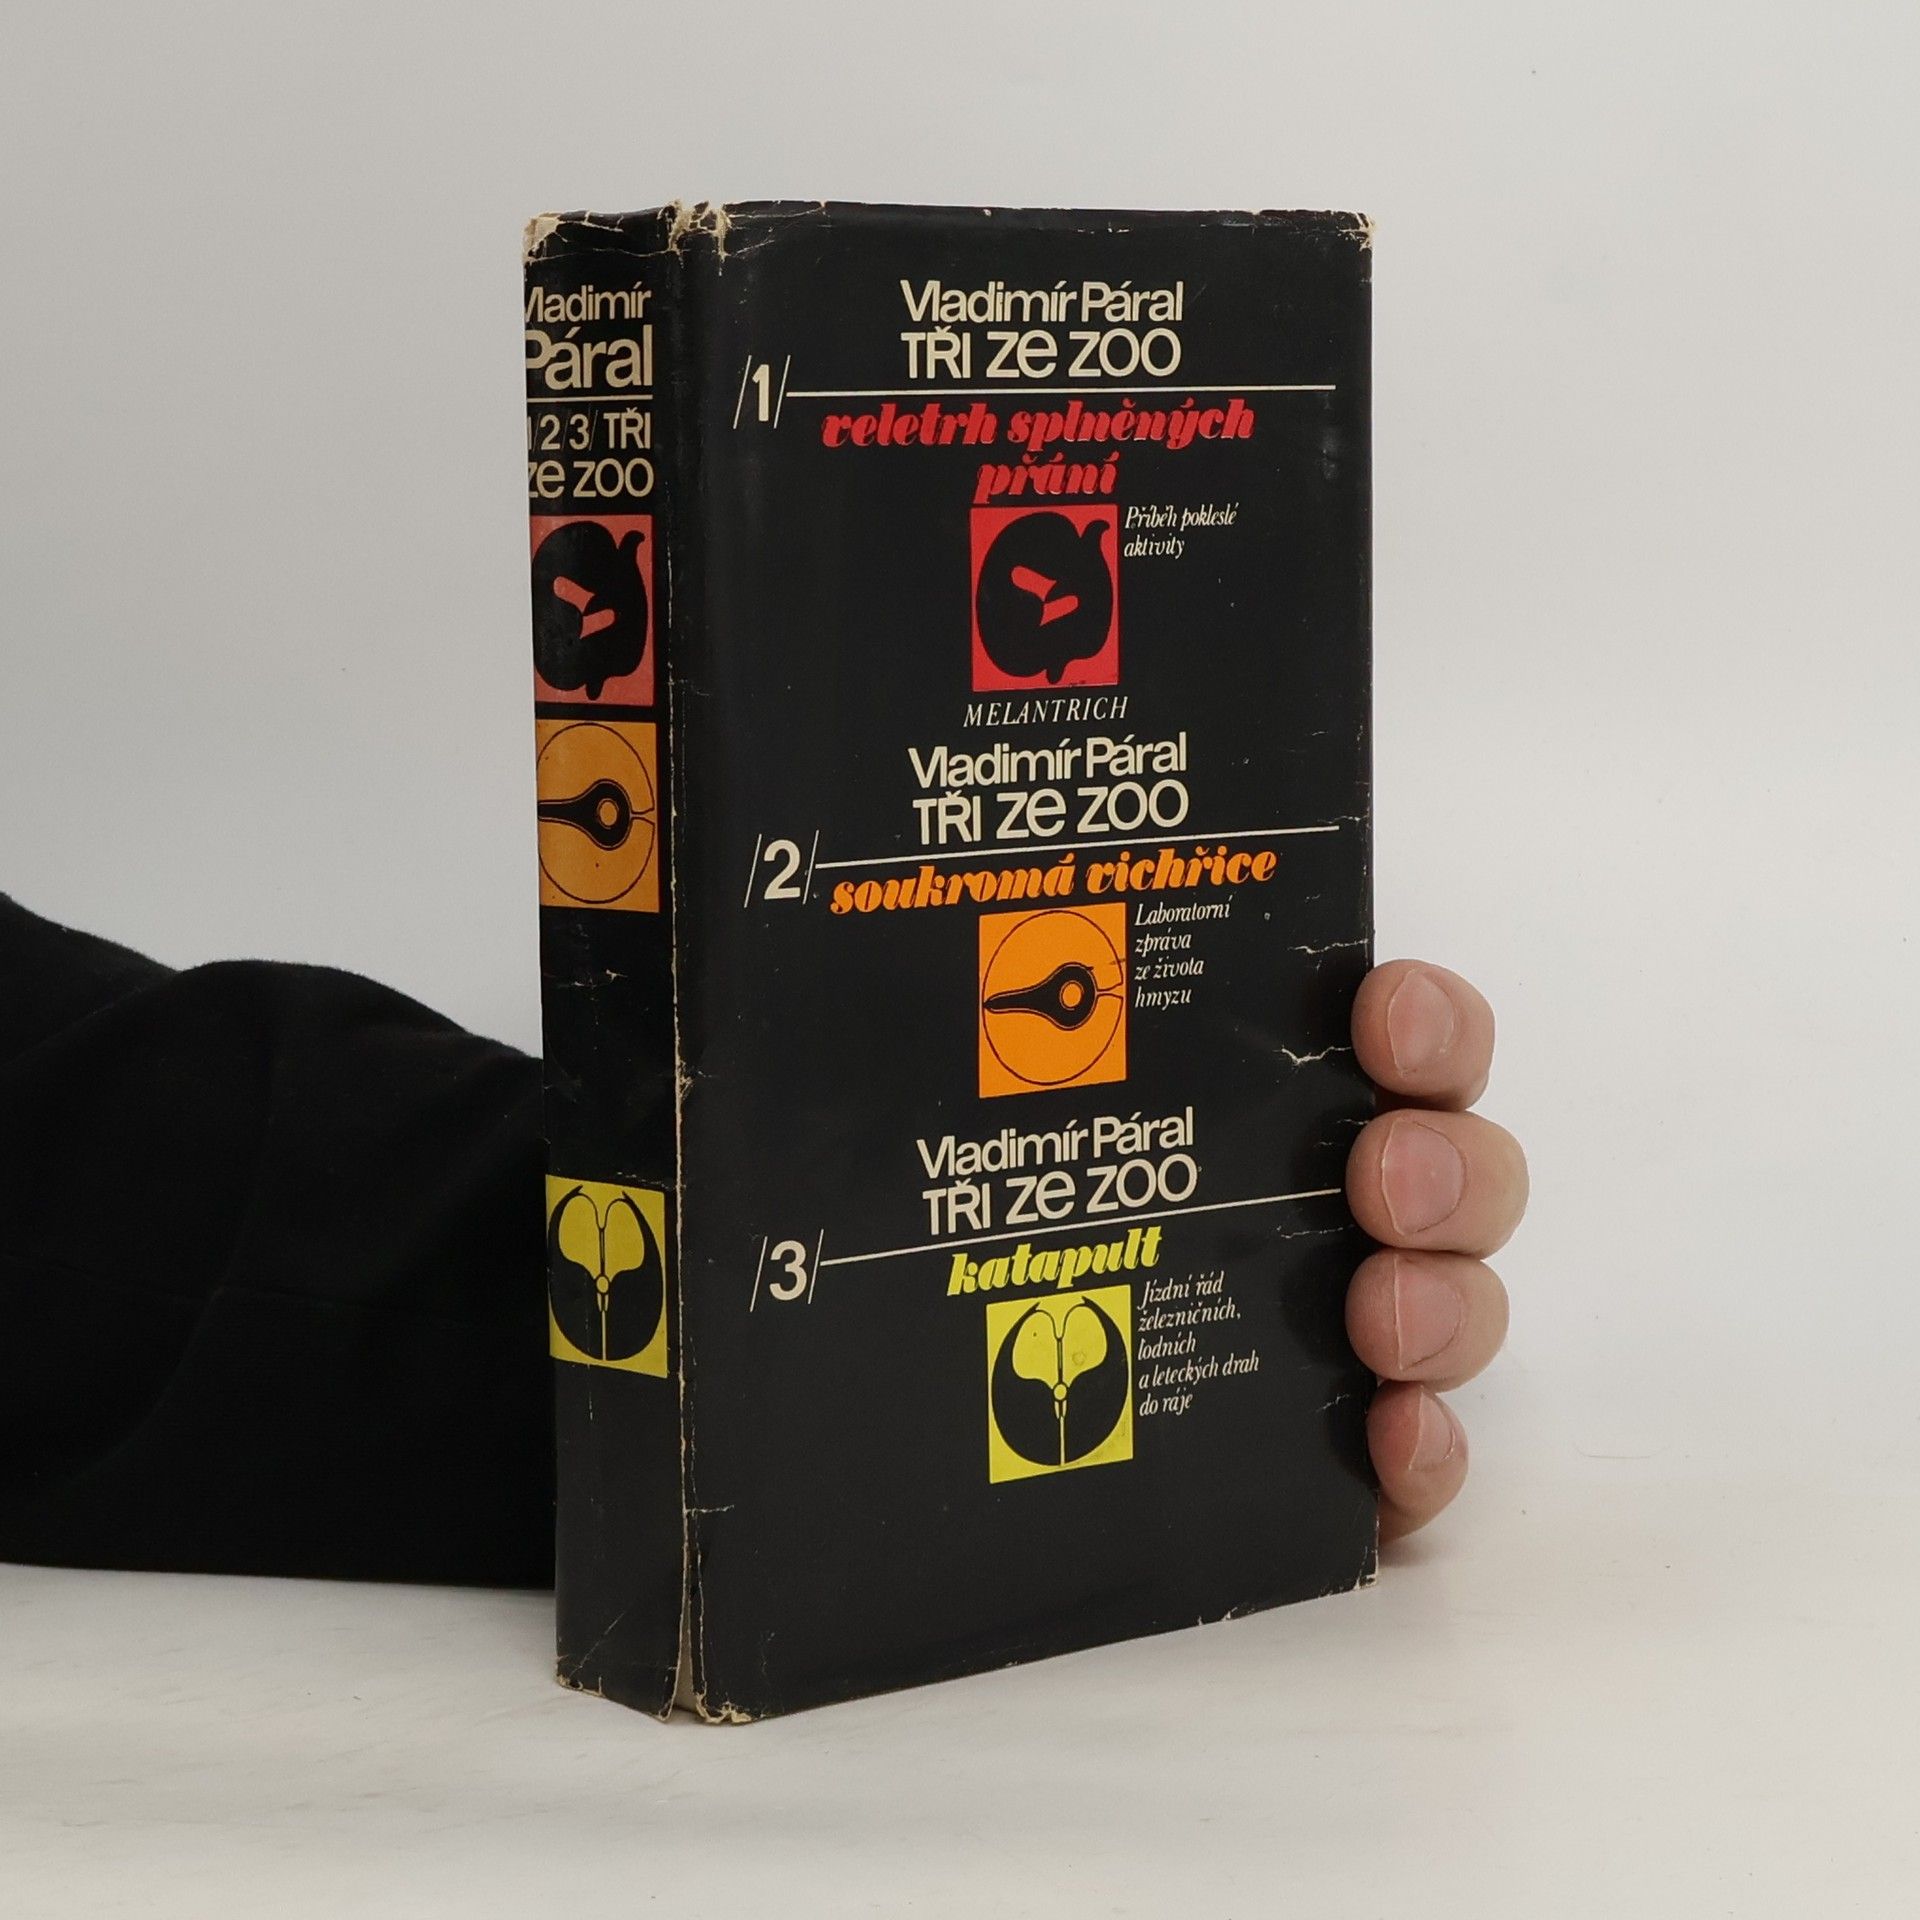 Vladimír
Páral
1/2/3/ TŘI
ze zoo
Vladimír Páral
TŘI ze zoo
/1/
veletrh splněných
přání
Příběh pokleslé
aktivity
MELANTRICH
Vladimír Páral
TŘI ze zoo
/2/
soukromá vichřice
Laboratorní
zpráva
ze života
hmyzu
Vladimír Páral
TŘI ze zoo
/3/
katapult
Jízdní řád
železničních,
lodních
a leteckých drah
do ráje